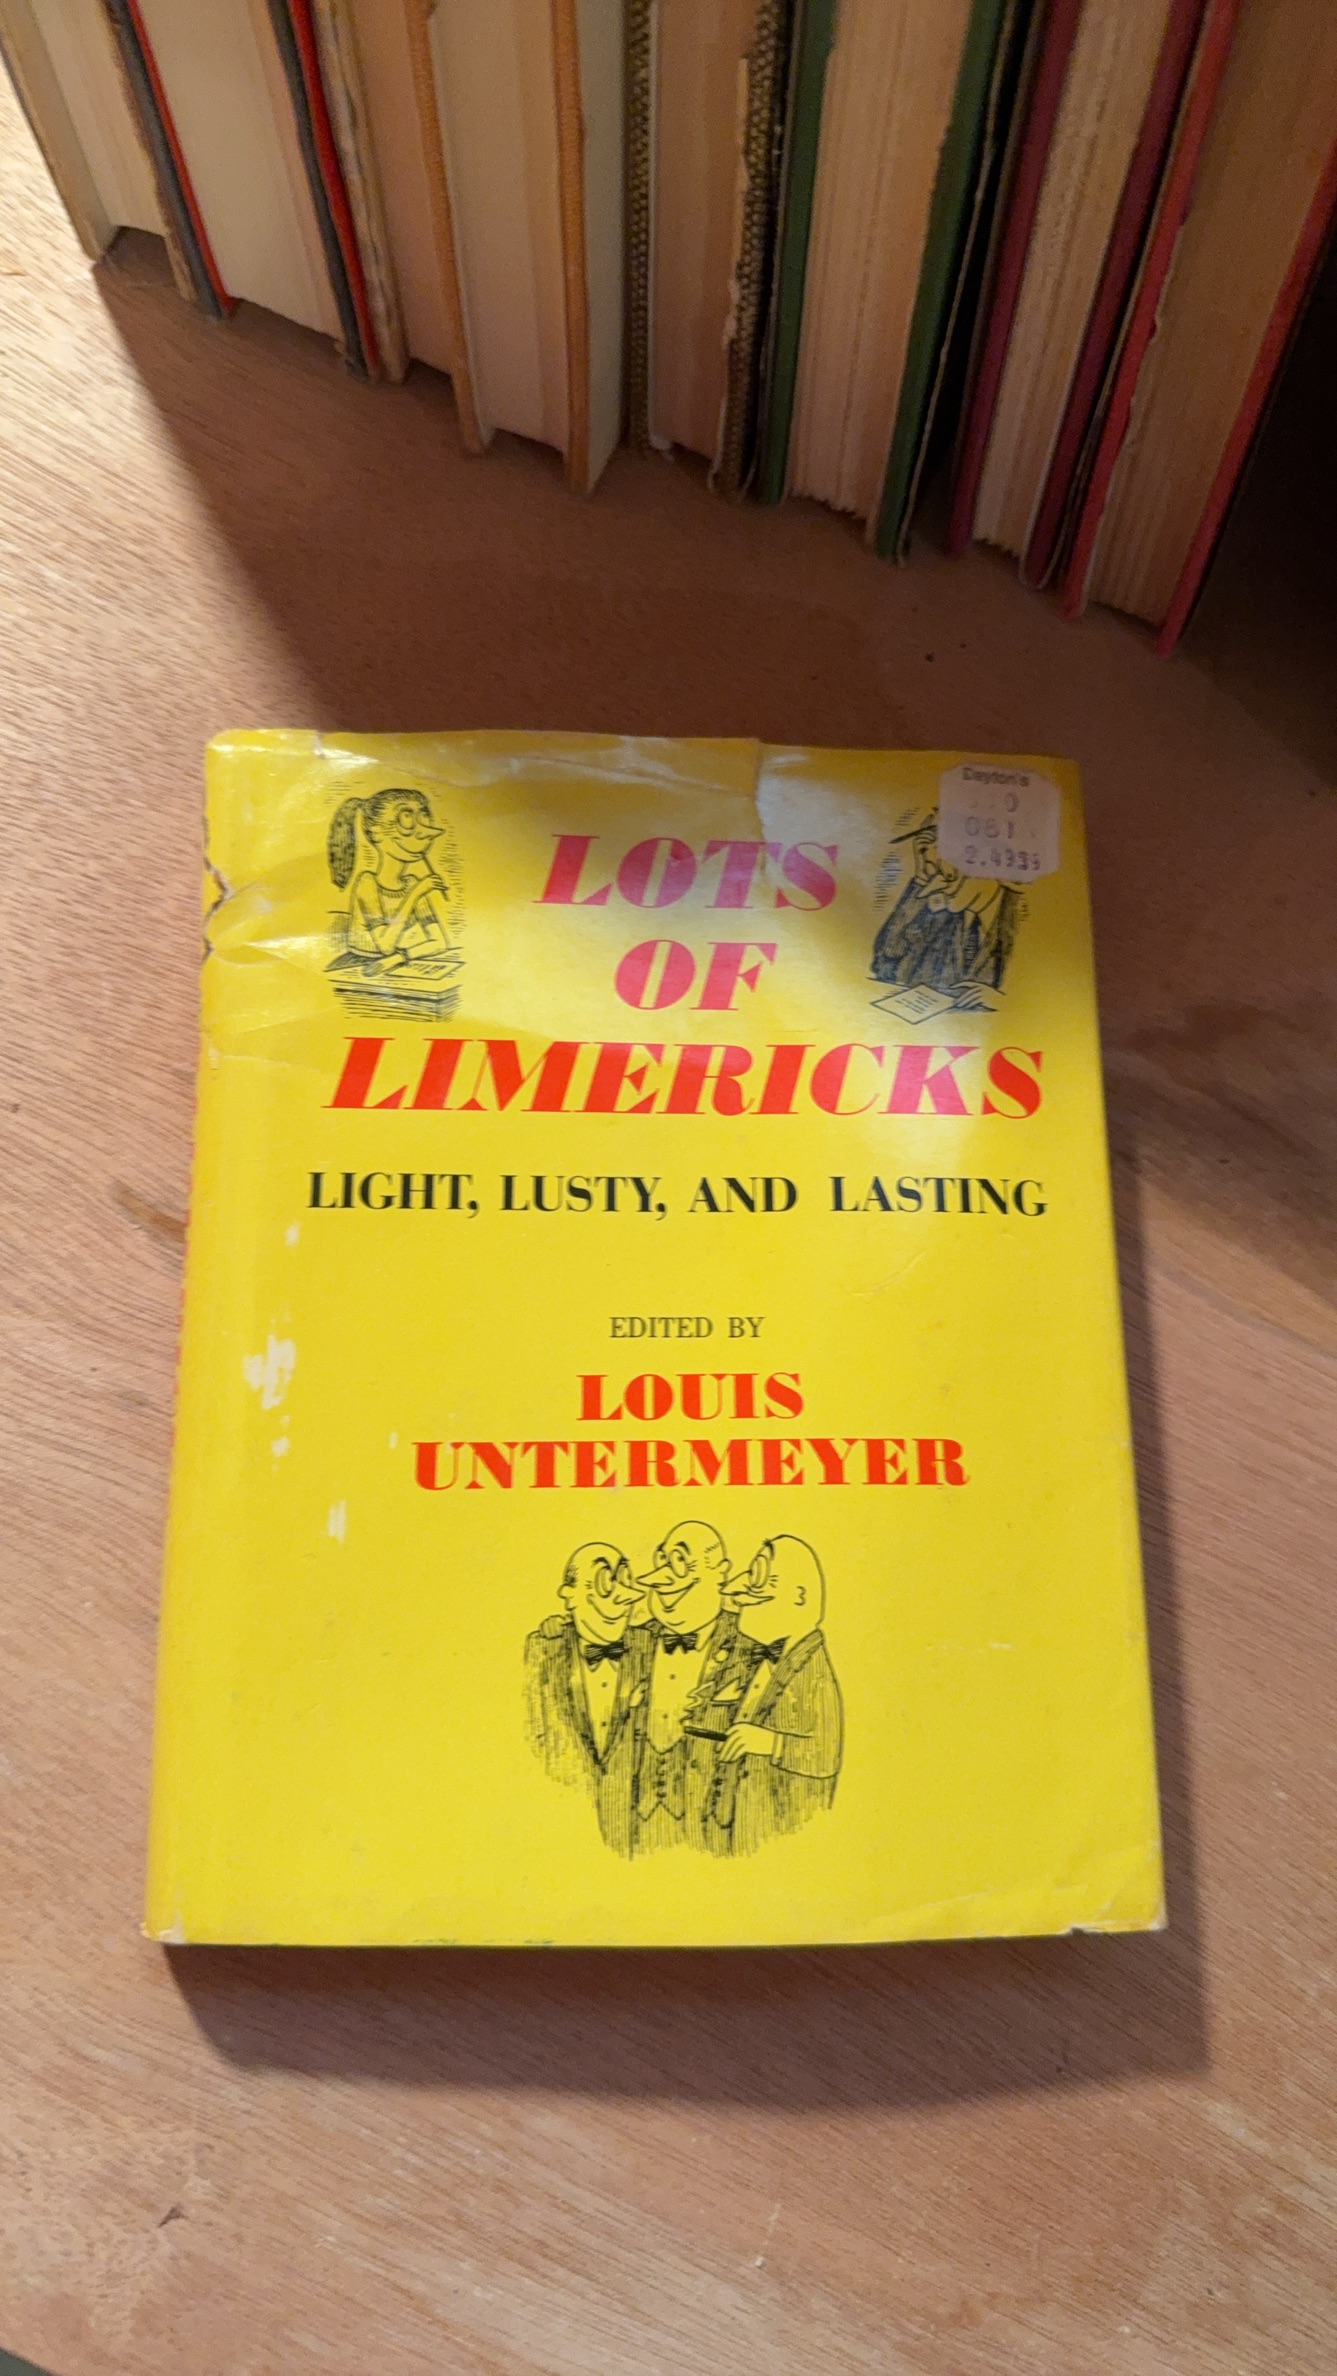 Dayton's
LOTS
OF
LIMERICKS
LIGHT, LUSTY, AND LASTING
EDITED BY
LOUIS
UNTERMEYER